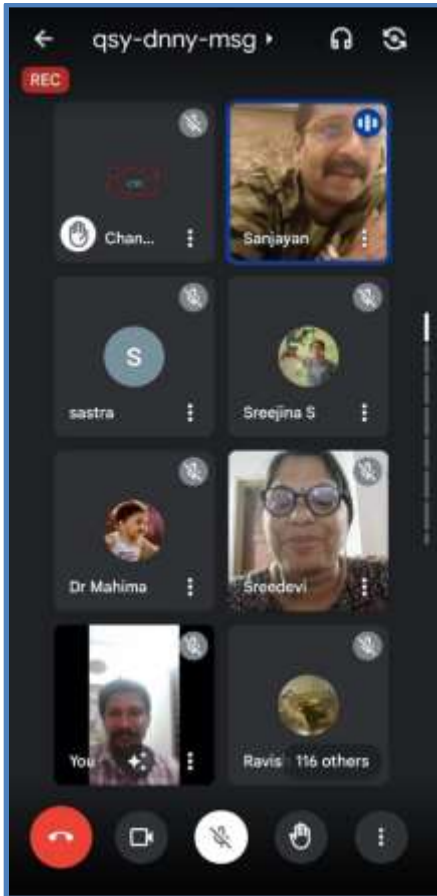 qsy-dnny-msg
REC
Chan...
Sanjayan
S
sastra
Sreejina S
Dr Mahima
Sreedevi
You
Ravis
116 others